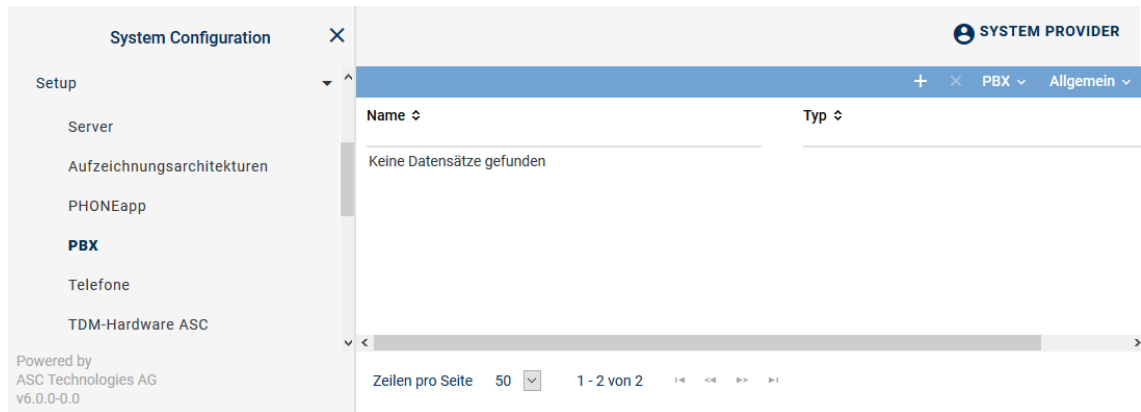 System Configuration
SYSTEM PROVIDER
Setup
PBX
Allgemein
Server
Name
Typ
Aufzeichnungsarchitekturen
Keine Datensätze gefunden
PHONEapp
PBX
Telefone
TDM-Hardware ASC
Powered by
ASC Technologies AG
v6.0.0-0.0
Zeilen pro Seite 50 1 - 2 von 2